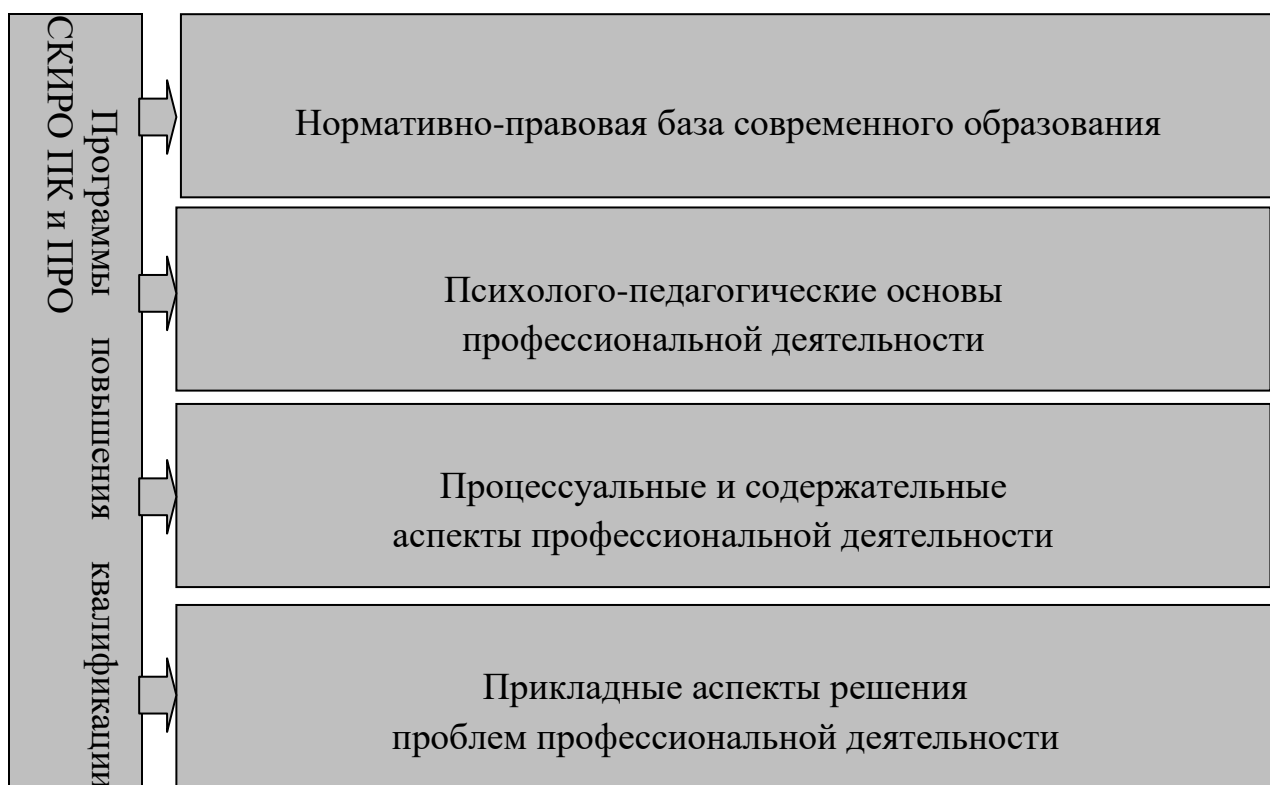 Программы повышения квалификации
СКИРО ПК и ПРО
Нормативно-правовая база современного образования
Психолого-педагогические основы
профессиональной деятельности
Процессуальные и содержательные
аспекты профессиональной деятельности
Прикладные аспекты решения
проблем профессиональной деятельности